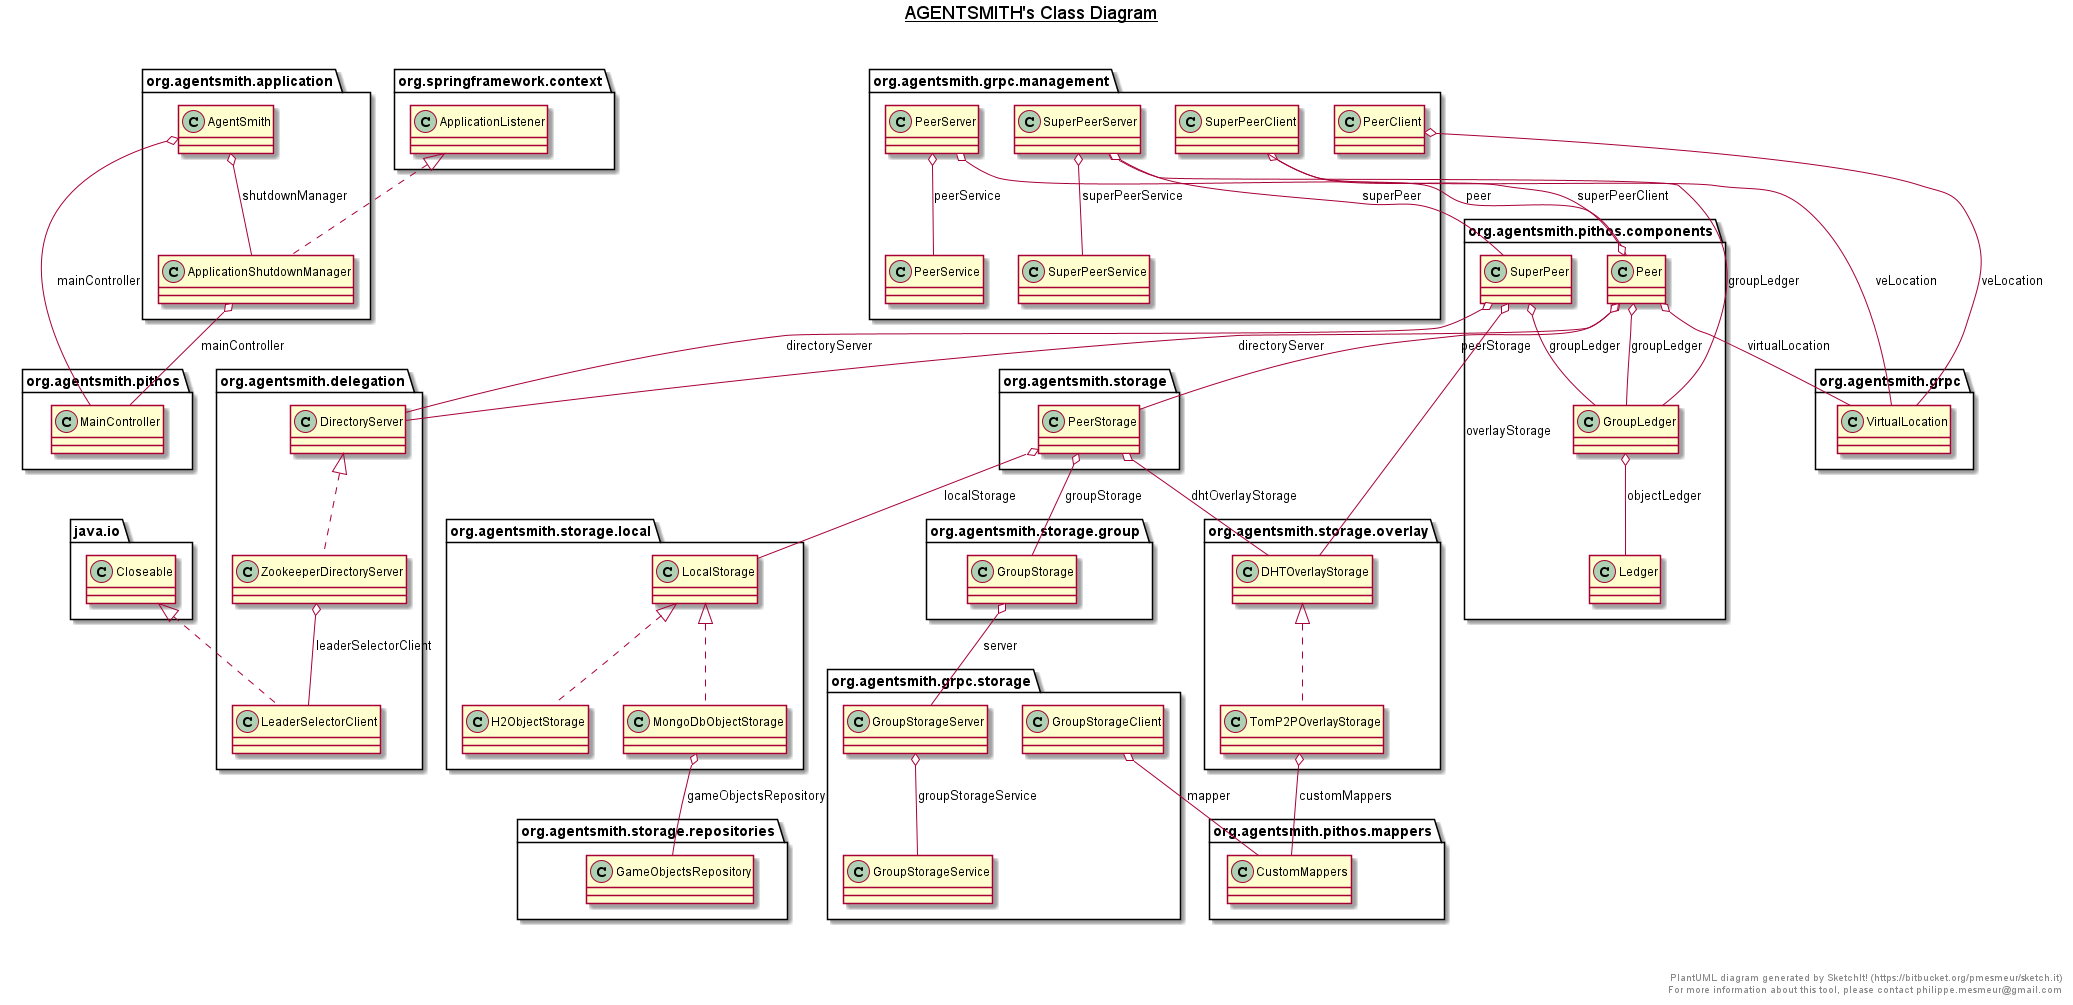 AGENTSMITH's Class Diagram
org.agentsmith.application
org.springframework.context
org.agentsmith.grpc.management
C AgentSmith
C ApplicationListener
C PeerServer
C SuperPeerServer
C SuperPeerClient
C PeerClient
shutdownManager
peerService
superPeerService
superPeer
peer
superPeerClient
org.agentsmith.pithos.components
C ApplicationShutdownManager
C PeerService
C SuperPeerService
C SuperPeer
C Peer
mainController
groupLedger
veLocation
veLocation
mainController
directoryServer
directoryServer
peerStorage
groupLedger
groupLedger
virtualLocation
org.agentsmith.pithos
org.agentsmith.delegation
org.agentsmith.storage
org.agentsmith.grpc
C MainController
C DirectoryServer
C PeerStorage
C GroupLedger
C VirtualLocation
overlayStorage
localStorage
groupStorage
dhtOverlayStorage
objectLedger
java.io
org.agentsmith.storage.local
org.agentsmith.storage.group
org.agentsmith.storage.overlay
C Closeable
C ZookeeperDirectoryServer
C LocalStorage
C GroupStorage
C DHTOverlayStorage
C Ledger
leaderSelectorClient
server
org.agentsmith.grpc.storage
C LeaderSelectorClient
C H2ObjectStorage
C MongoDbObjectStorage
C GroupStorageServer
C GroupStorageClient
C TomP2POverlayStorage
gameObjectsRepository
groupStorageService
mapper
customMappers
org.agentsmith.storage.repositories
org.agentsmith.pithos.mappers
C GameObjectsRepository
C GroupStorageService
C CustomMappers
PlantUML diagram generated by SketchIt! (https://bitbucket.org/pmesmeur/sketch.it)
For more information about this tool, please contact philippe.mesmeur@gmail.com